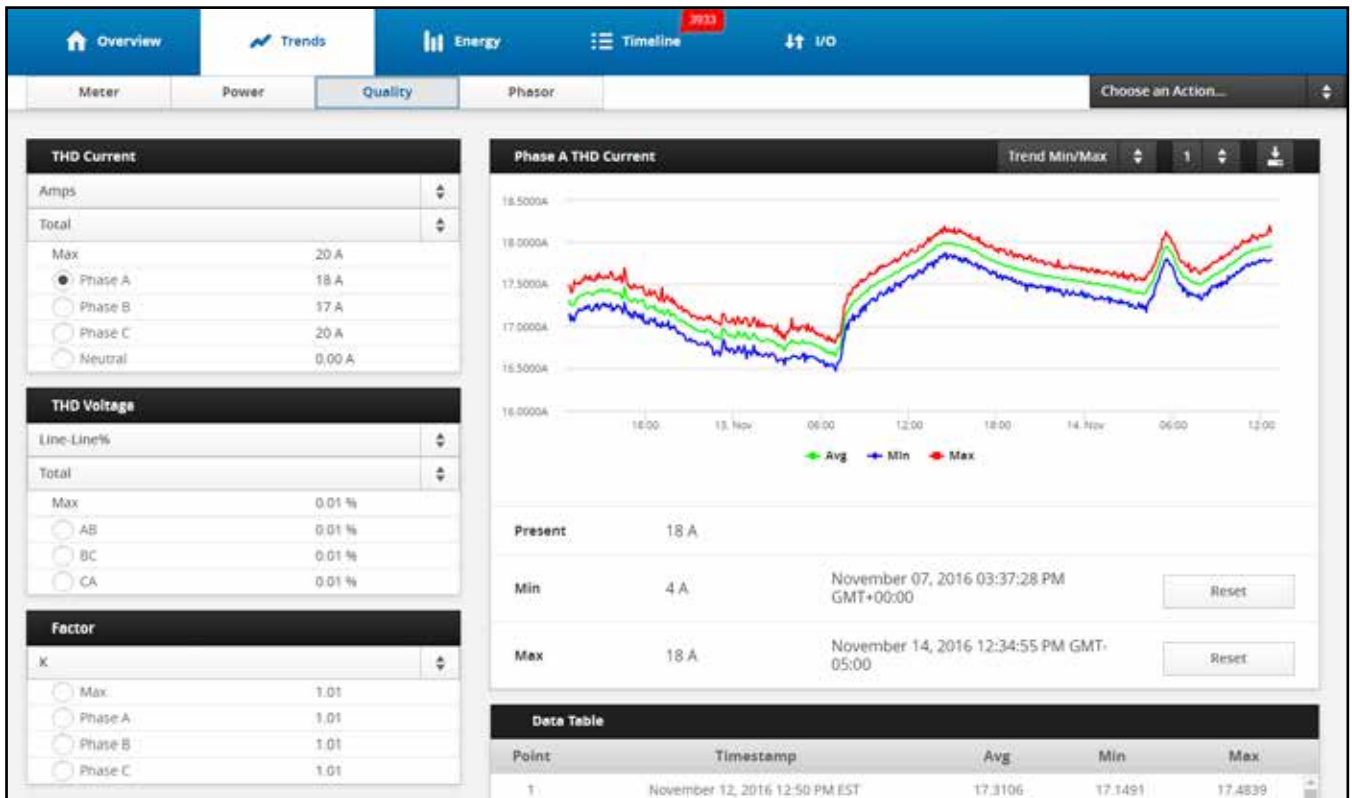 Overview Trends Energy Timeline 3933 I/O
Meter Power Quality Phasor Choose an Action...
THD Current
Amps
Total
Max 20 A
Phase A 18 A
Phase B 17 A
Phase C 20 A
Neutral 0.00 A
THD Voltage
Line-Line%
Total
Max 0.01 %
AB 0.01 %
BC 0.01 %
CA 0.01 %
Factor
K
Max 1.01
Phase A 1.01
Phase B 1.01
Phase C 1.01
Phase A THD Current Trend Min/Max 1
18.5000A
18.0000A
17.5000A
17.0000A
16.5000A
16.0000A
18:00 13. Nov 06:00 12:00 18:00 14. Nov 06:00 12:00
Avg Min Max
Present 18 A
Min 4 A November 07, 2016 03:37:28 PM
GMT+00:00 Reset
Max 18 A November 14, 2016 12:34:55 PM GMT-
05:00 Reset
Data Table
Point Timestamp Avg Min Max
1 November 12, 2016 12:50 PM EST 17.3106 17.1491 17.4839